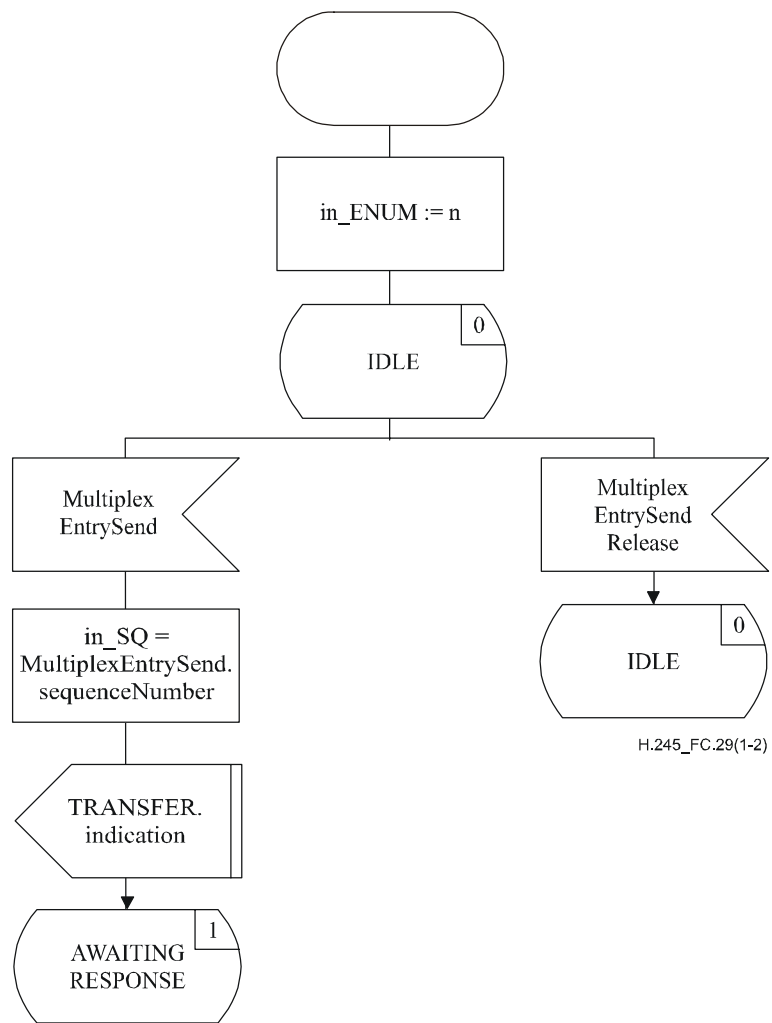 in_ENUM := n
0
IDLE
Multiplex
EntrySend
Multiplex
EntrySend
Release
in_SQ =
MultiplexEntrySend.
sequenceNumber
0
IDLE
H.245_FC.29(1-2)
TRANSFER.
indication
1
AWAITING
RESPONSE